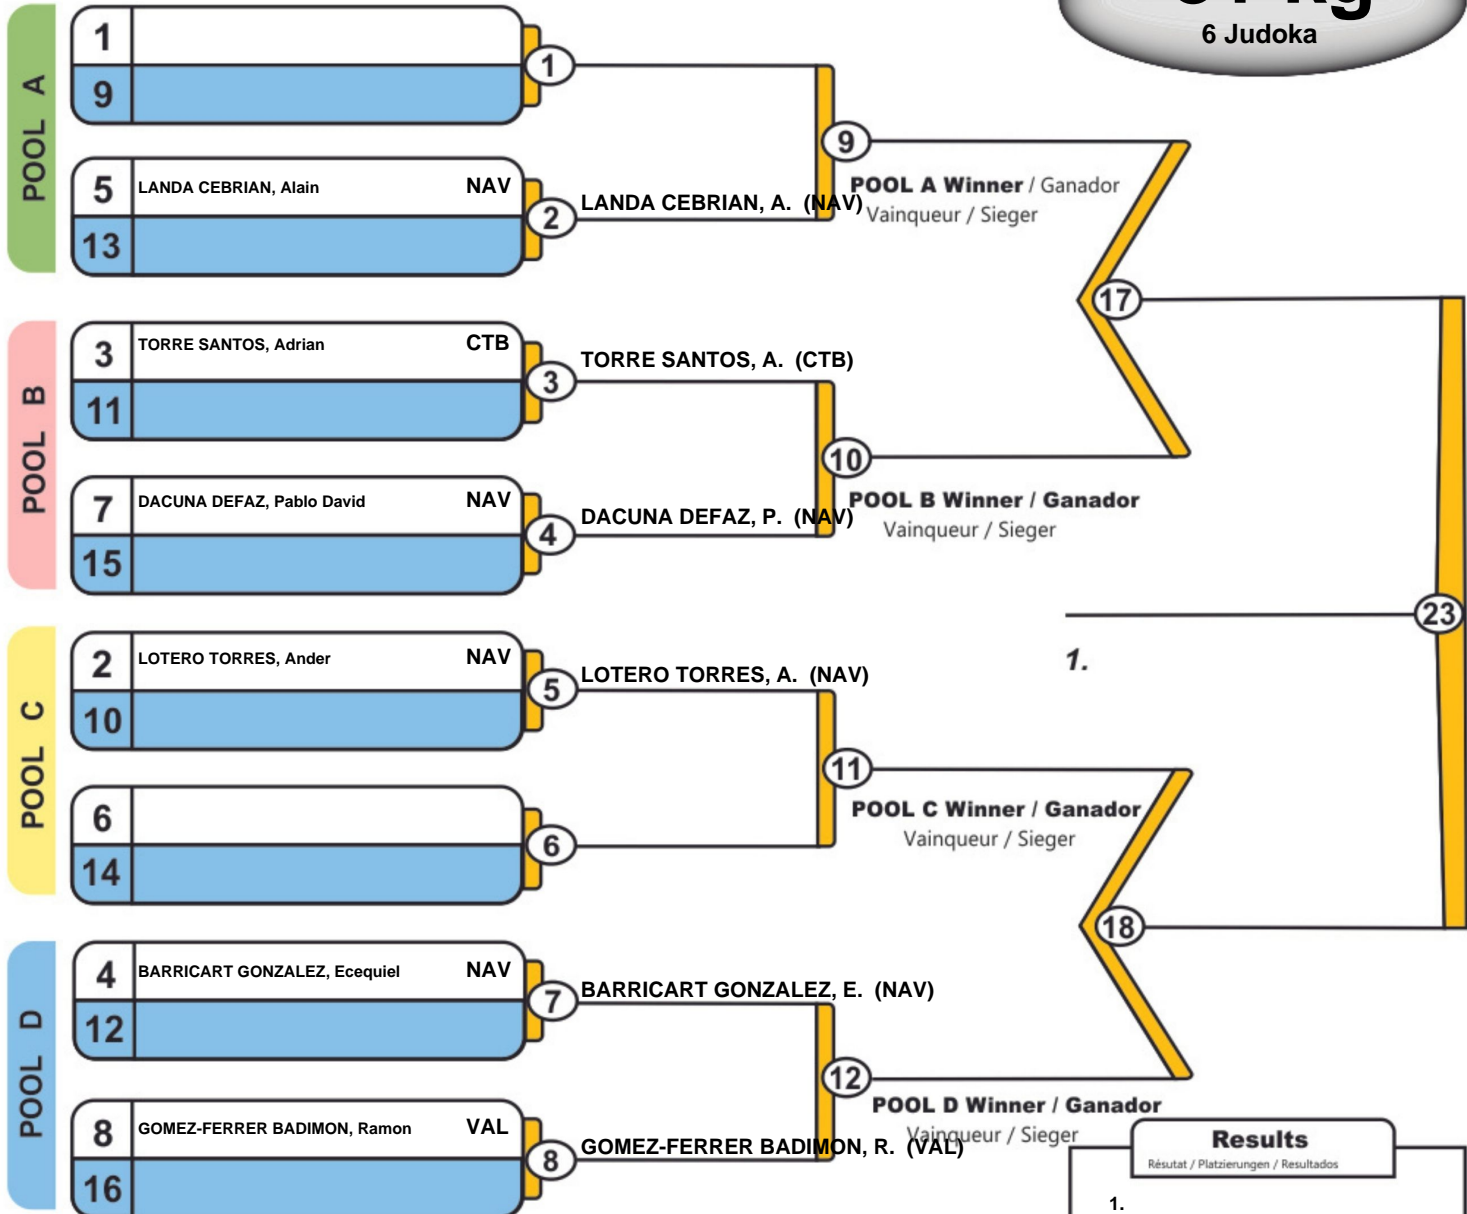 kg
6 Judoka
POOL A
1
9
1
5 LANDA CEBRIAN, Alain NAV
13
2
LANDA CEBRIAN, A. (NAV)
9
POOL A Winner / Ganador
Vainqueur / Sieger
17
POOL B
3 TORRE SANTOS, Adrian CTB
11
3
TORRE SANTOS, A. (CTB)
7 DACUNA DEFAZ, Pablo David NAV
15
4
DACUNA DEFAZ, P. (NAV)
10
POOL B Winner / Ganador
Vainqueur / Sieger
23
1.
POOL C
2 LOTERO TORRES, Ander NAV
10
5
LOTERO TORRES, A. (NAV)
6
14
6
11
POOL C Winner / Ganador
Vainqueur / Sieger
18
POOL D
4 BARRICART GONZALEZ, Ecequiel NAV
12
7
BARRICART GONZALEZ, E. (NAV)
8 GOMEZ-FERRER BADIMON, Ramon VAL
16
8
GOMEZ-FERRER BADIMON, R. (VAL)
12
POOL D Winner / Ganador
Vainqueur / Sieger
Results
Résutat / Platzierungen / Resultados
1.